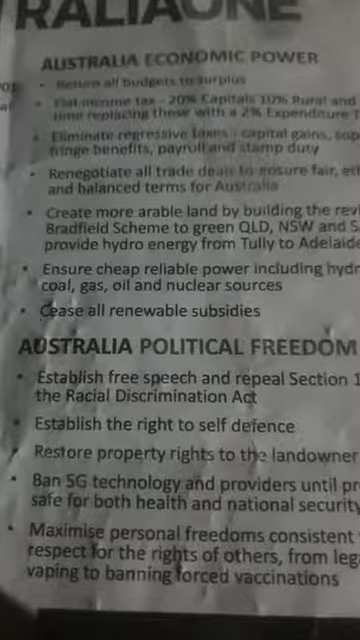 RALIAONE
AUSTRALIA ECONOMIC POWER
• Return all budgets to surplus
• Flat income tax - 20% Capitals 10% Rural and
time replacing these with a 2% Expenditure T
• Eliminate regressive taxes - capital gains, sup
fringe benefits, payroll and stamp duty
• Renegotiate all trade deals to ensure fair, et
and balanced terms for Australia
• Create more arable land by building the revi
Bradfield Scheme to green QLD, NSW and S
provide hydro energy from Tully to Adelaide
• Ensure cheap reliable power including hydr
coal, gas, oil and nuclear sources
• Cease all renewable subsidies
AUSTRALIA POLITICAL FREEDOM
• Establish free speech and repeal Section 1
the Racial Discrimination Act
• Establish the right to self defence
• Restore property rights to the landowner
• Ban 5G technology and providers until pr
safe for both health and national security
• Maximise personal freedoms consistent
respect for the rights of others, from lega
vaping to banning forced vaccinations